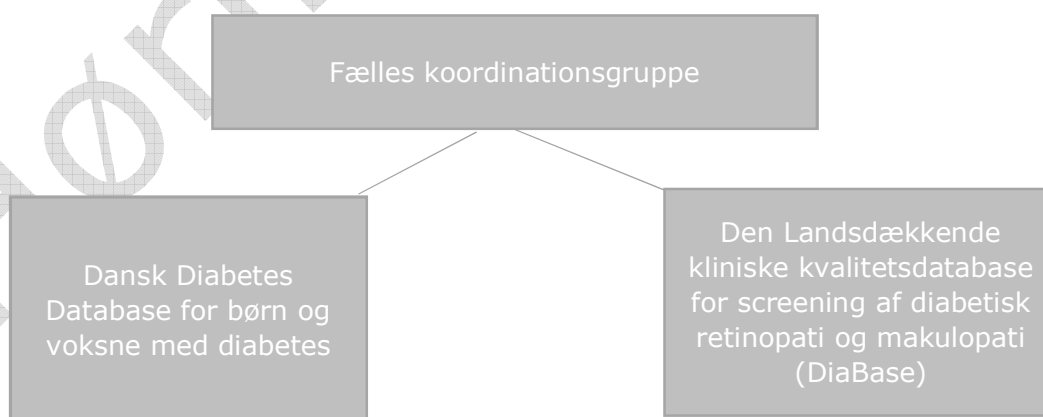 Fælles koordinationsgruppe
Dansk Diabetes
Database for børn og
voksne med diabetes
Den Landsdækkende
kliniske kvalitetsdatabase
for screening af diabetisk
retinopati og makulopati
(DiaBase)